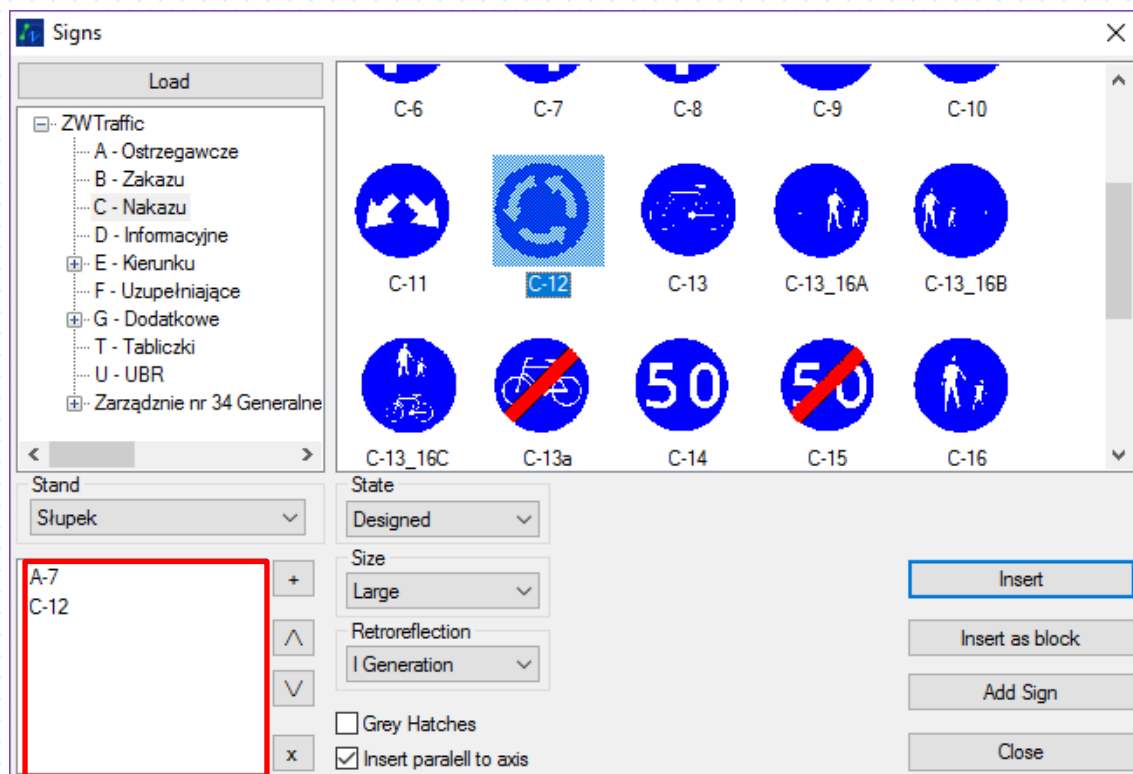 Signs
Load
ZWTraffic
A - Ostrzegawcze
B - Zakazu
C - Nakazu
D - Informacyjne
E - Kierunku
F - Uzupełniające
G - Dodatkowe
T - Tabliczki
U - UBR
Zarządznie nr 34 Generalne
C-6 C-7 C-8 C-9 C-10
C-11 C-12 C-13 C-13_16A C-13_16B
50 50
C-13_16C C-13a C-14 C-15 C-16
Stand
Słupek
A-7
C-12
+
x
State
Designed
Size
Large
Retroreflection
I Generation
Grey Hatches
Insert paralell to axis
Insert
Insert as block
Add Sign
Close